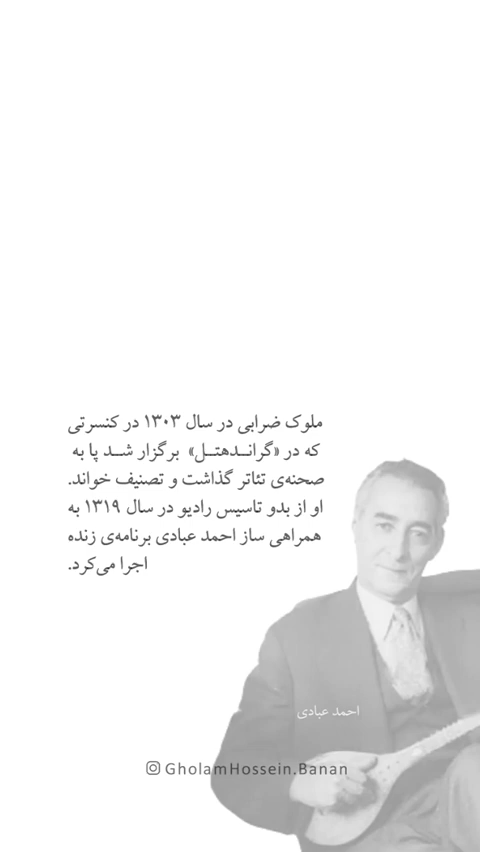 ملوک ضرابی در سال ۱۳۰۳ در کنسرتی
که در «گرانــدهتــل» برگزار شــد پا به
صحنه‌ی تئاتر گذاشت و تصنیف خواند.
او از بدو تاسیس رادیو در سال ۱۳۱۹ به
همراهی ساز احمد عبادی برنامه‌ی زنده
اجرا می‌کرد.
احمد عبادی
GholamHossein.Banan